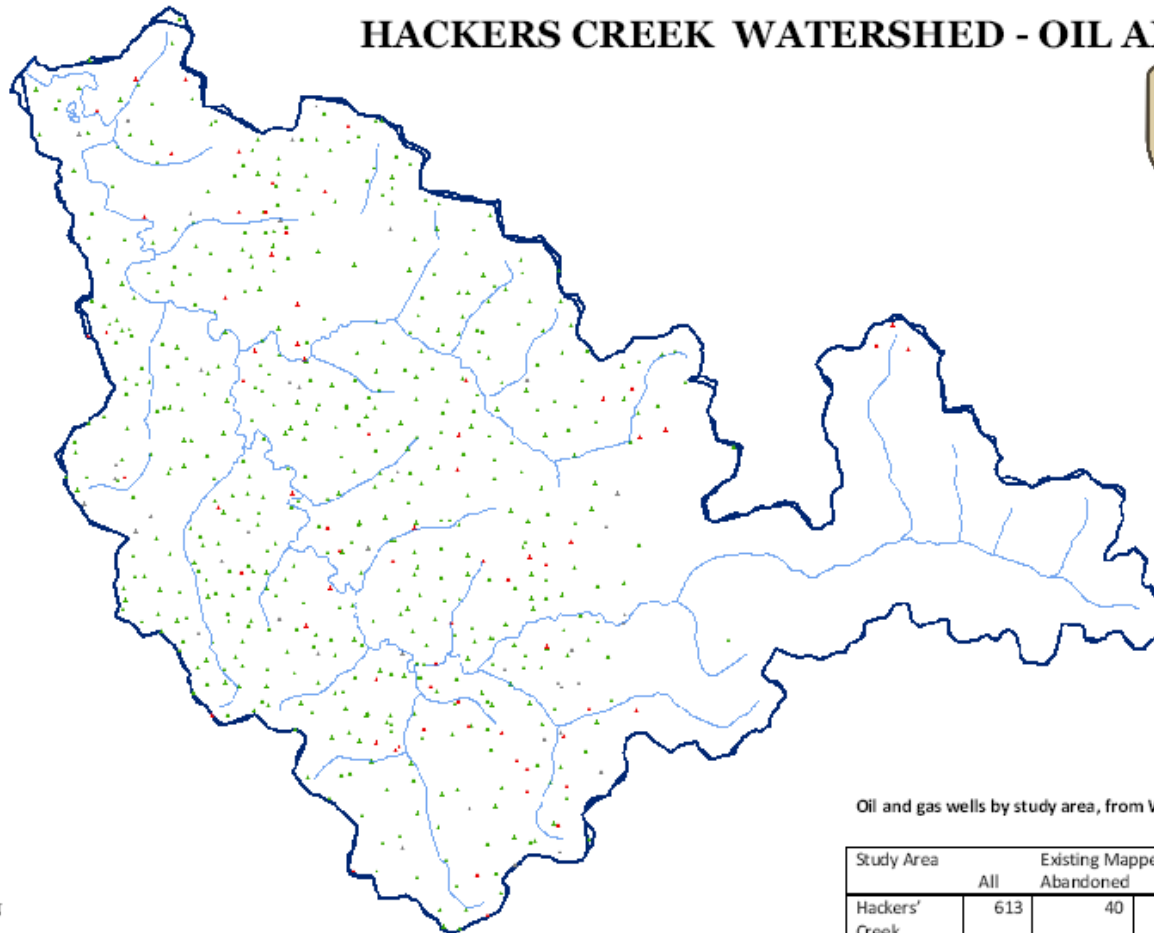 HACKERS CREEK WATERSHED - OIL
Oil and gas wells by study area, from
Study Area
Existing
All
Abandoned
Hackers'
613
40
Creek